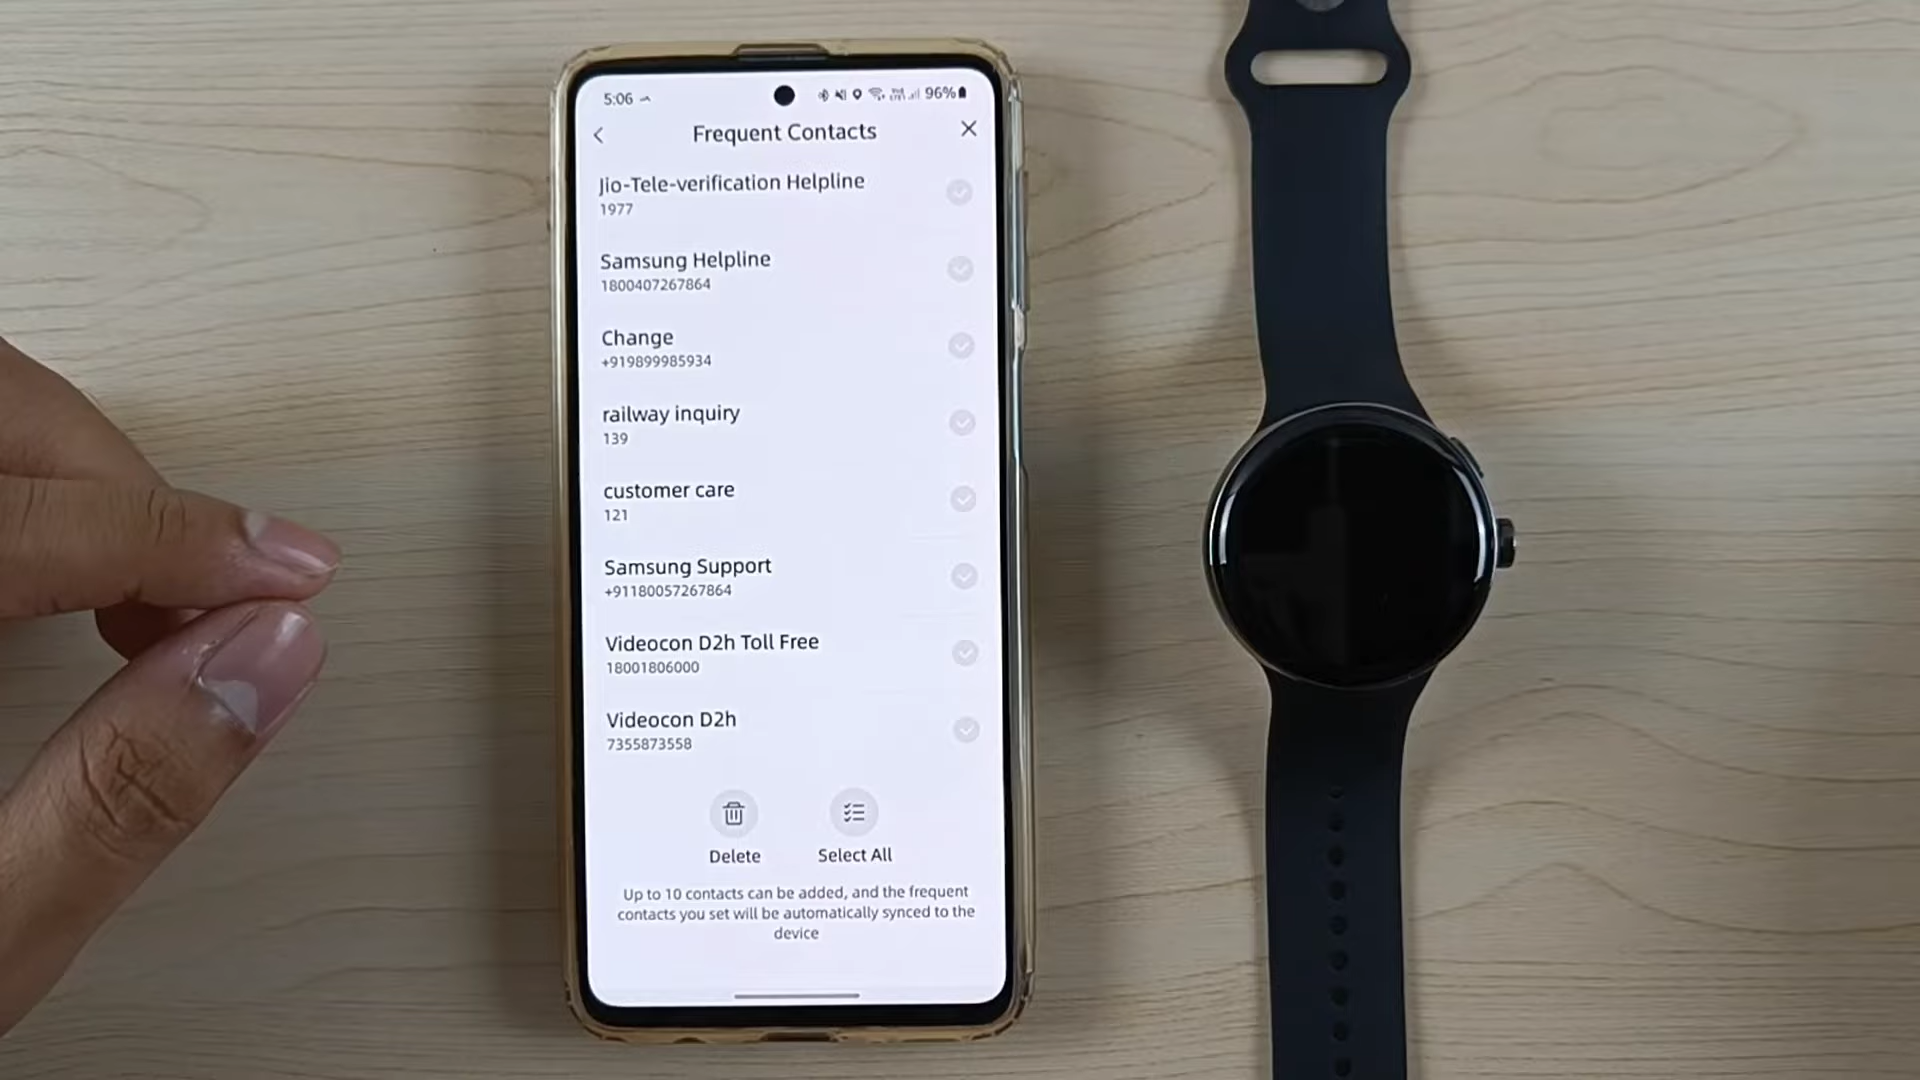 5:06
96%
Frequent Contacts
Jio-Tele-verification Helpline
1977
Samsung Helpline
1800407267864
Change
+919899985934
railway inquiry
139
customer care
121
Samsung Support
+91180057267864
Videocon D2h Toll Free
18001806000
Videocon D2h
7355873558
Delete
Select All
Up to 10 contacts can be added, and the frequent
contacts you set will be automatically synced to the
device